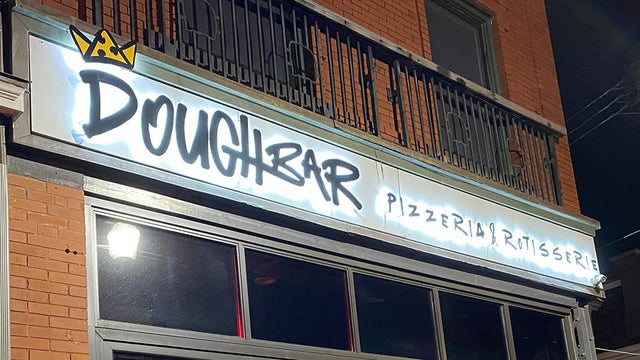 DOUGHBAR PIZZERIA & ROTISSERIE